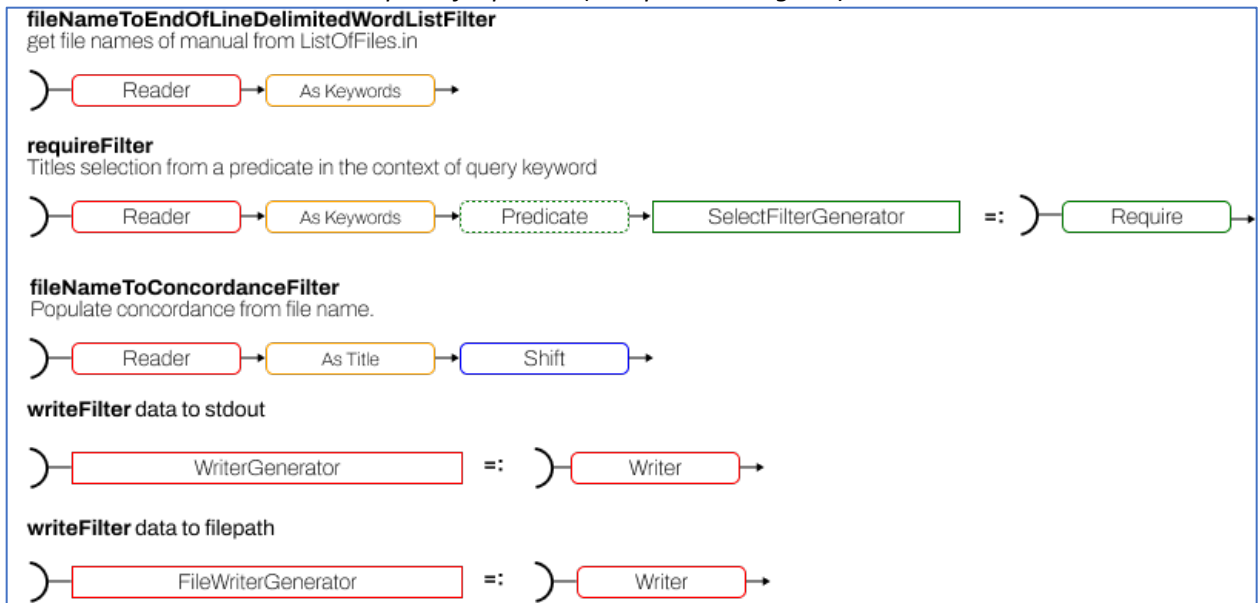 fileNameToEndOfLineDelimitedWordListFilter
get file names of manual from ListOfFiles.in
Reader As Keywords
requireFilter
Titles selection from a predicate in the context of query keyword
Reader As Keywords Predicate SelectFilterGenerator =: Require
fileNameToConcordanceFilter
Populate concordance from file name.
Reader As Title Shift
writeFilter data to stdout
WriterGenerator =: Writer
writeFilter data to filepath
FileWriterGenerator =: Writer